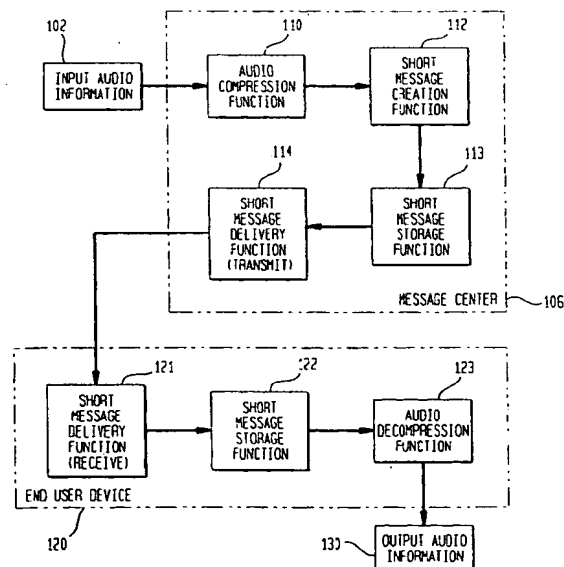 102
INPUT AUDIO
INFORMATION
110
AUDIO
COMPRESSION
FUNCTION
112
SHORT
MESSAGE
CREATION
FUNCTION
114
SHORT
MESSAGE
DELIVERY
FUNCTION
(TRANSMIT)
113
SHORT
MESSAGE
STORAGE
FUNCTION
MESSAGE CENTER
106
121
SHORT
MESSAGE
DELIVERY
FUNCTION
(RECEIVE)
122
SHORT
MESSAGE
STORAGE
FUNCTION
123
AUDIO
DECOMPRESSION
FUNCTION
END USER DEVICE
120
130
OUTPUT AUDIO
INFORMATION